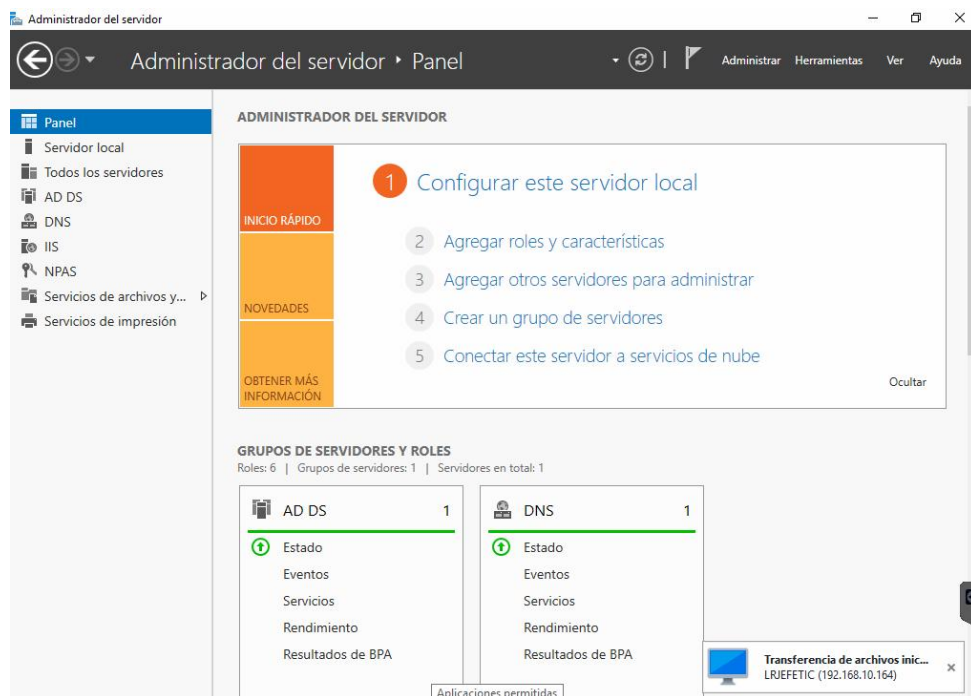 Administrador del servidor
Administrador del servidor ‣ Panel
Administrar Herramientas Ver Ayuda
Panel
Servidor local
Todos los servidores
AD DS
DNS
IIS
NPAS
Servicios de archivos y...
Servicios de impresión
ADMINISTRADOR DEL SERVIDOR
INICIO RÁPIDO
NOVEDADES
OBTENER MÁS
INFORMACIÓN
1 Configurar este servidor local
2 Agregar roles y características
3 Agregar otros servidores para administrar
4 Crear un grupo de servidores
5 Conectar este servidor a servicios de nube
Ocultar
GRUPOS DE SERVIDORES Y ROLES
Roles: 6 | Grupos de servidores: 1 | Servidores en total: 1
AD DS 1
Estado
Eventos
Servicios
Rendimiento
Resultados de BPA
DNS 1
Estado
Eventos
Servicios
Rendimiento
Resultados de BPA
Aplicaciones permitidas
Transferencia de archivos inic...
LRJEFETIC (192.168.10.164)